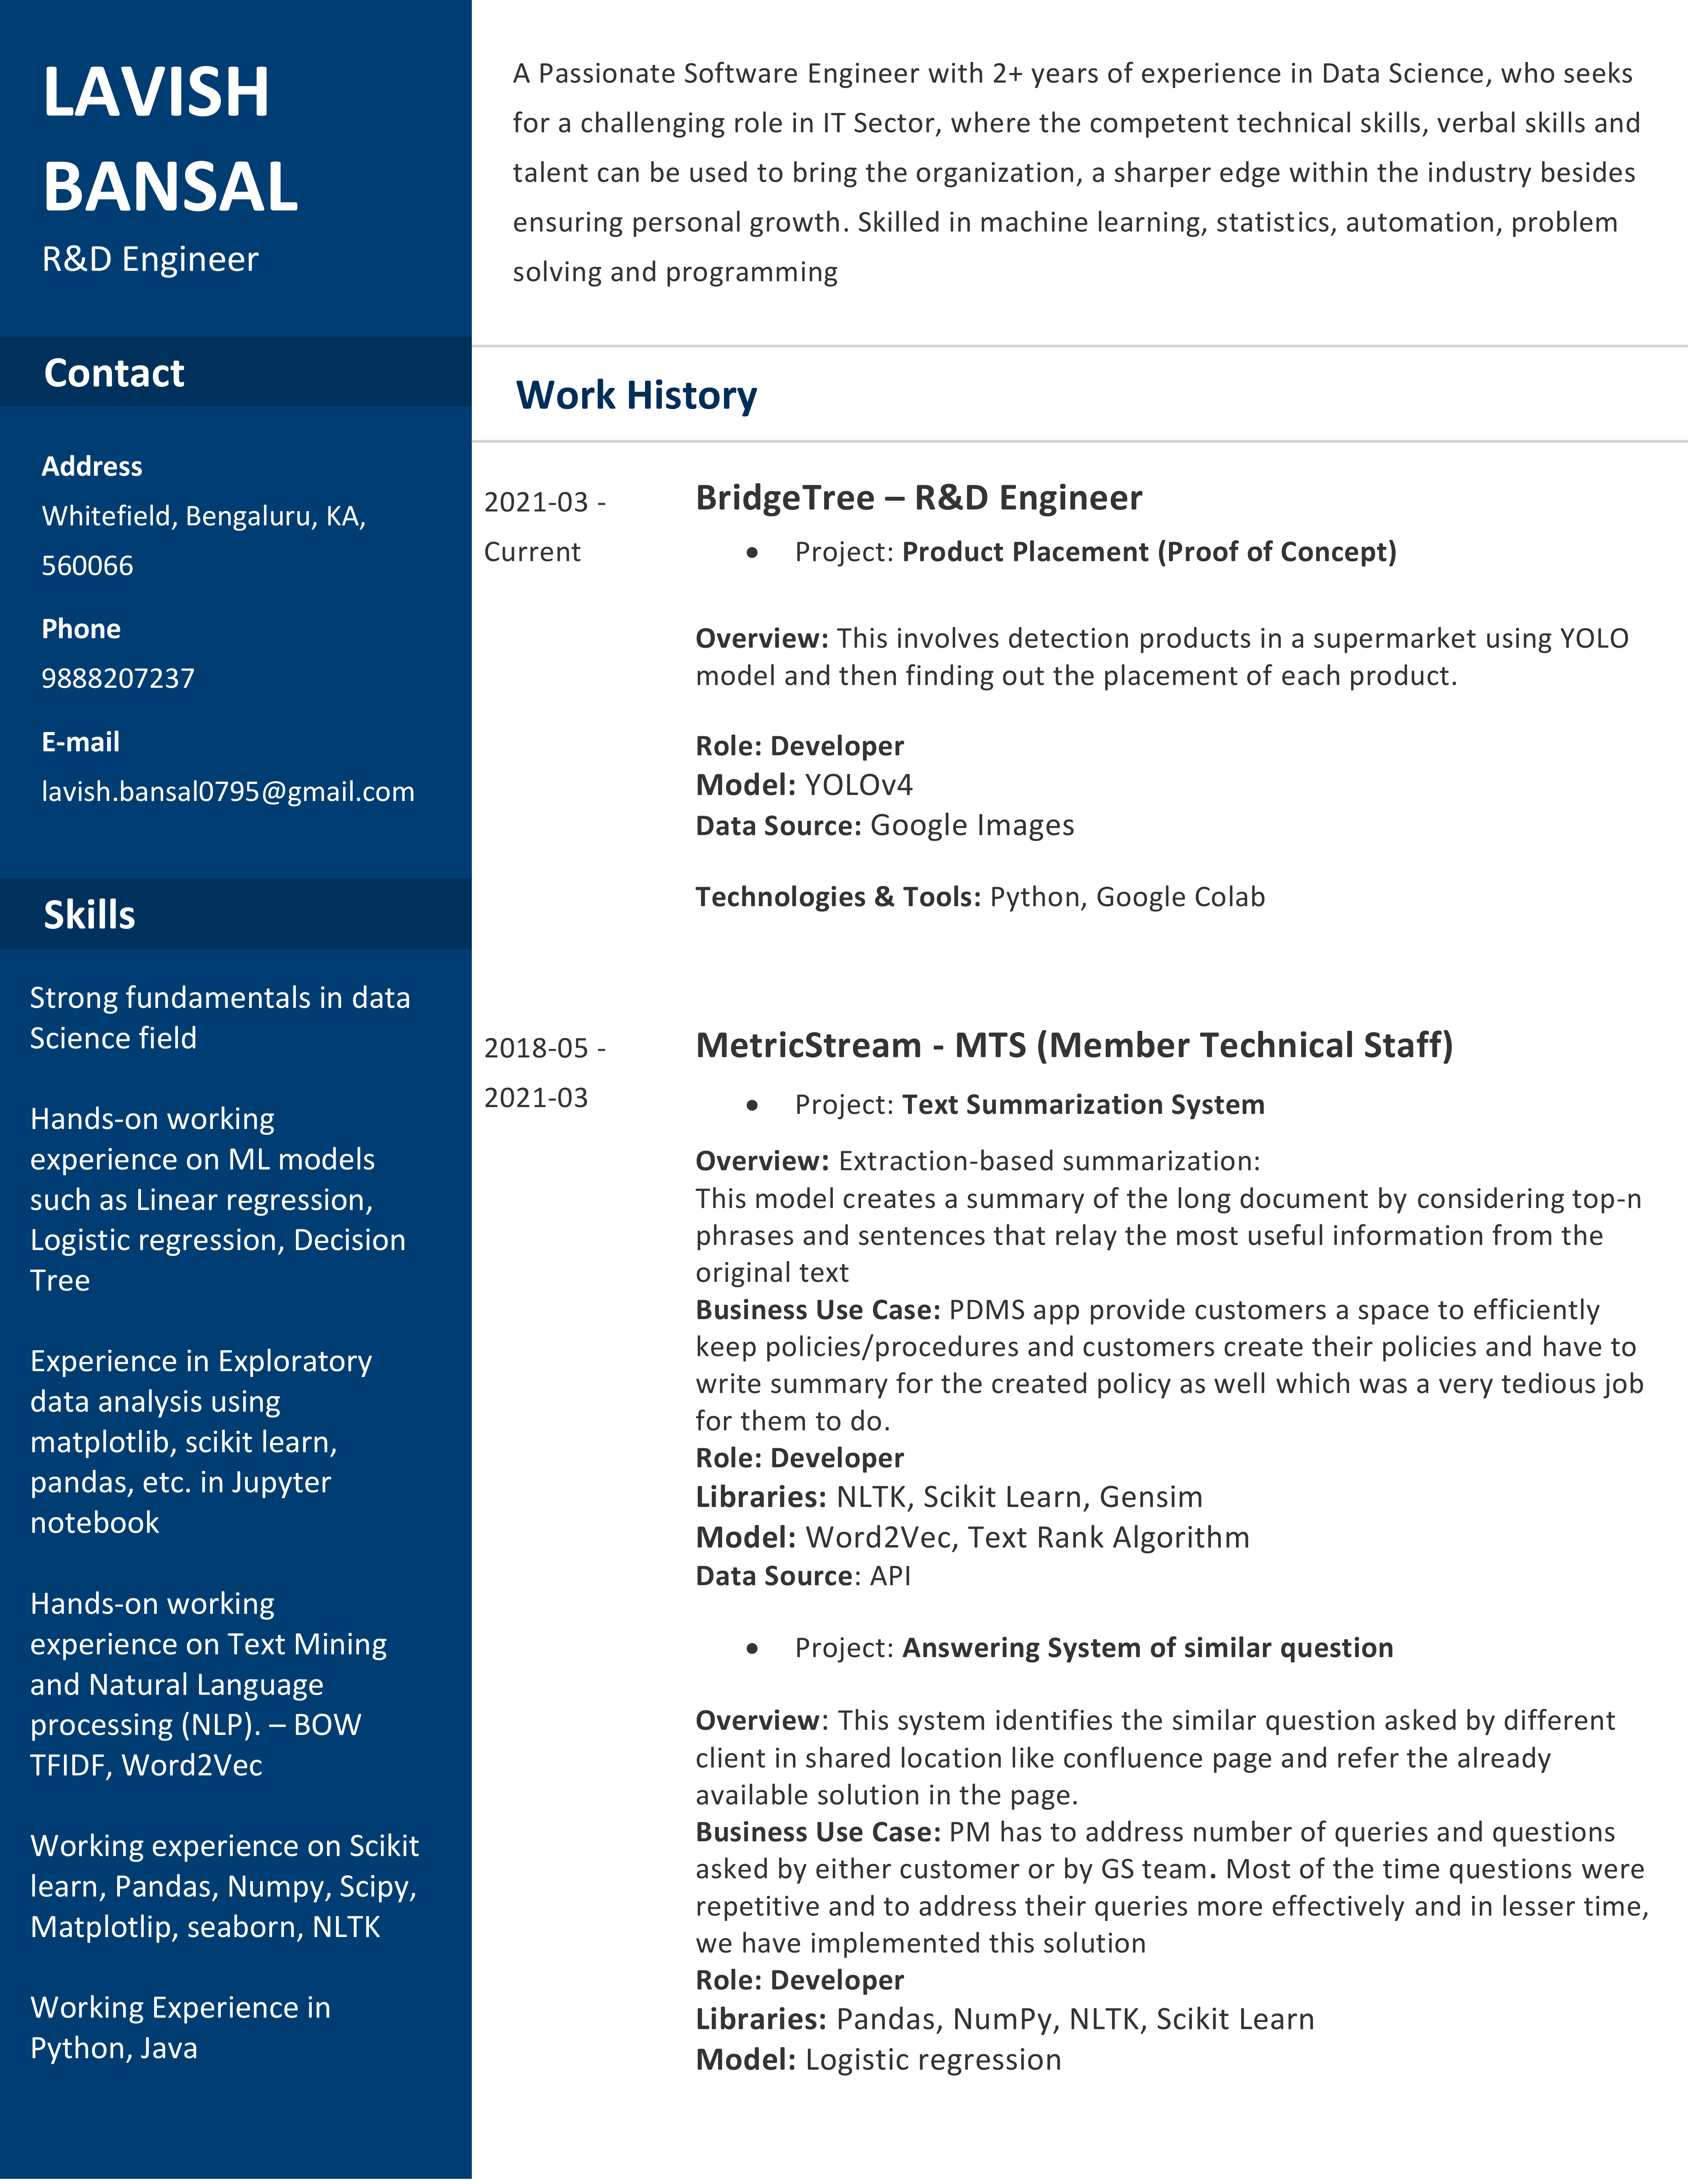 LAVISH
BANSAL
R&D Engineer
Contact
Address
Whitefield, Bengaluru, KA,
560066
Phone
9888207237
E-mail
lavish.bansal0795@gmail.com
Skills
Strong fundamentals in data
Science field
Hands-on working
experience on ML models
such as Linear regression,
Logistic regression, Decision
Tree
Experience in Exploratory
data analysis using
matplotlib, scikit learn,
pandas, etc. in Jupyter
notebook
Hands-on working
experience on Text Mining
and Natural Language
processing (NLP). – BOW
TFIDF, Word2Vec
Working experience on Scikit
learn, Pandas, Numpy, Scipy,
Matplotlip, seaborn, NLTK
Working Experience in
Python, Java
A Passionate Software Engineer with 2+ years of experience in Data Science, who seeks
for a challenging role in IT Sector, where the competent technical skills, verbal skills and
talent can be used to bring the organization, a sharper edge within the industry besides
ensuring personal growth. Skilled in machine learning, statistics, automation, problem
solving and programming
Work History
2021-03 -
Current
BridgeTree – R&D Engineer
• Project: Product Placement (Proof of Concept)
Overview: This involves detection products in a supermarket using YOLO
model and then finding out the placement of each product.
Role: Developer
Model: YOLOv4
Data Source: Google Images
Technologies & Tools: Python, Google Colab
2018-05 -
2021-03
MetricStream - MTS (Member Technical Staff)
• Project: Text Summarization System
Overview: Extraction-based summarization:
This model creates a summary of the long document by considering top-n
phrases and sentences that relay the most useful information from the
original text
Business Use Case: PDMS app provide customers a space to efficiently
keep policies/procedures and customers create their policies and have to
write summary for the created policy as well which was a very tedious job
for them to do.
Role: Developer
Libraries: NLTK, Scikit Learn, Gensim
Model: Word2Vec, Text Rank Algorithm
Data Source: API
• Project: Answering System of similar question
Overview: This system identifies the similar question asked by different
client in shared location like confluence page and refer the already
available solution in the page.
Business Use Case: PM has to address number of queries and questions
asked by either customer or by GS team. Most of the time questions were
repetitive and to address their queries more effectively and in lesser time,
we have implemented this solution
Role: Developer
Libraries: Pandas, NumPy, NLTK, Scikit Learn
Model: Logistic regression